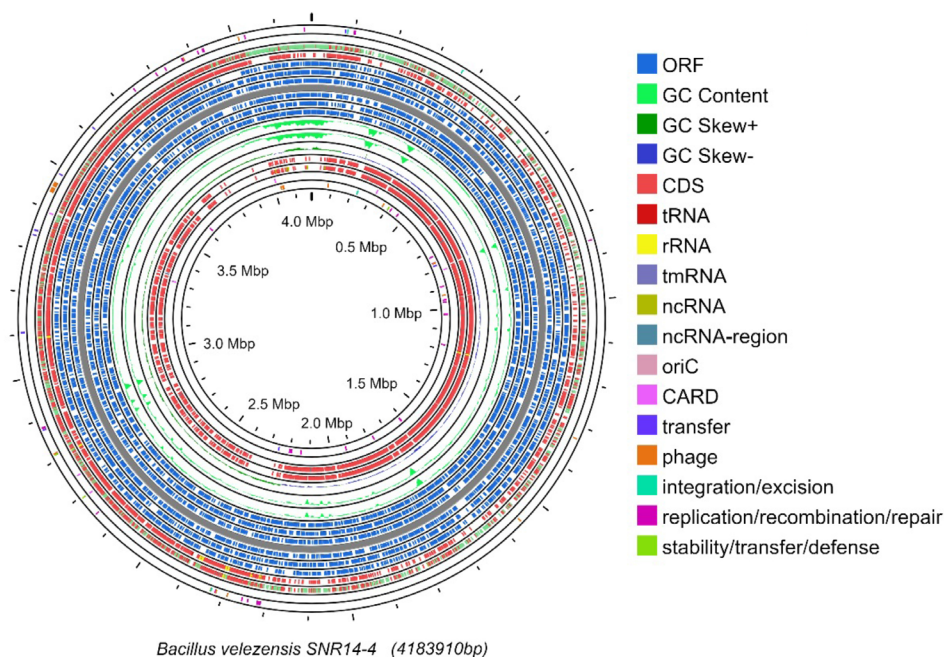 ORF
GC Content
GC Skew+
GC Skew-
CDS
tRNA
rRNA
tmRNA
ncRNA
ncRNA-region
oriC
CARD
transfer
phage
integration/excision
replication/recombination/repair
stability/transfer/defense
4.0 Mbp
0.5 Mbp
1.0 Mbp
1.5 Mbp
2.0 Mbp
2.5 Mbp
3.0 Mbp
3.5 Mbp
Bacillus velezensis SNR14-4 (4183910bp)